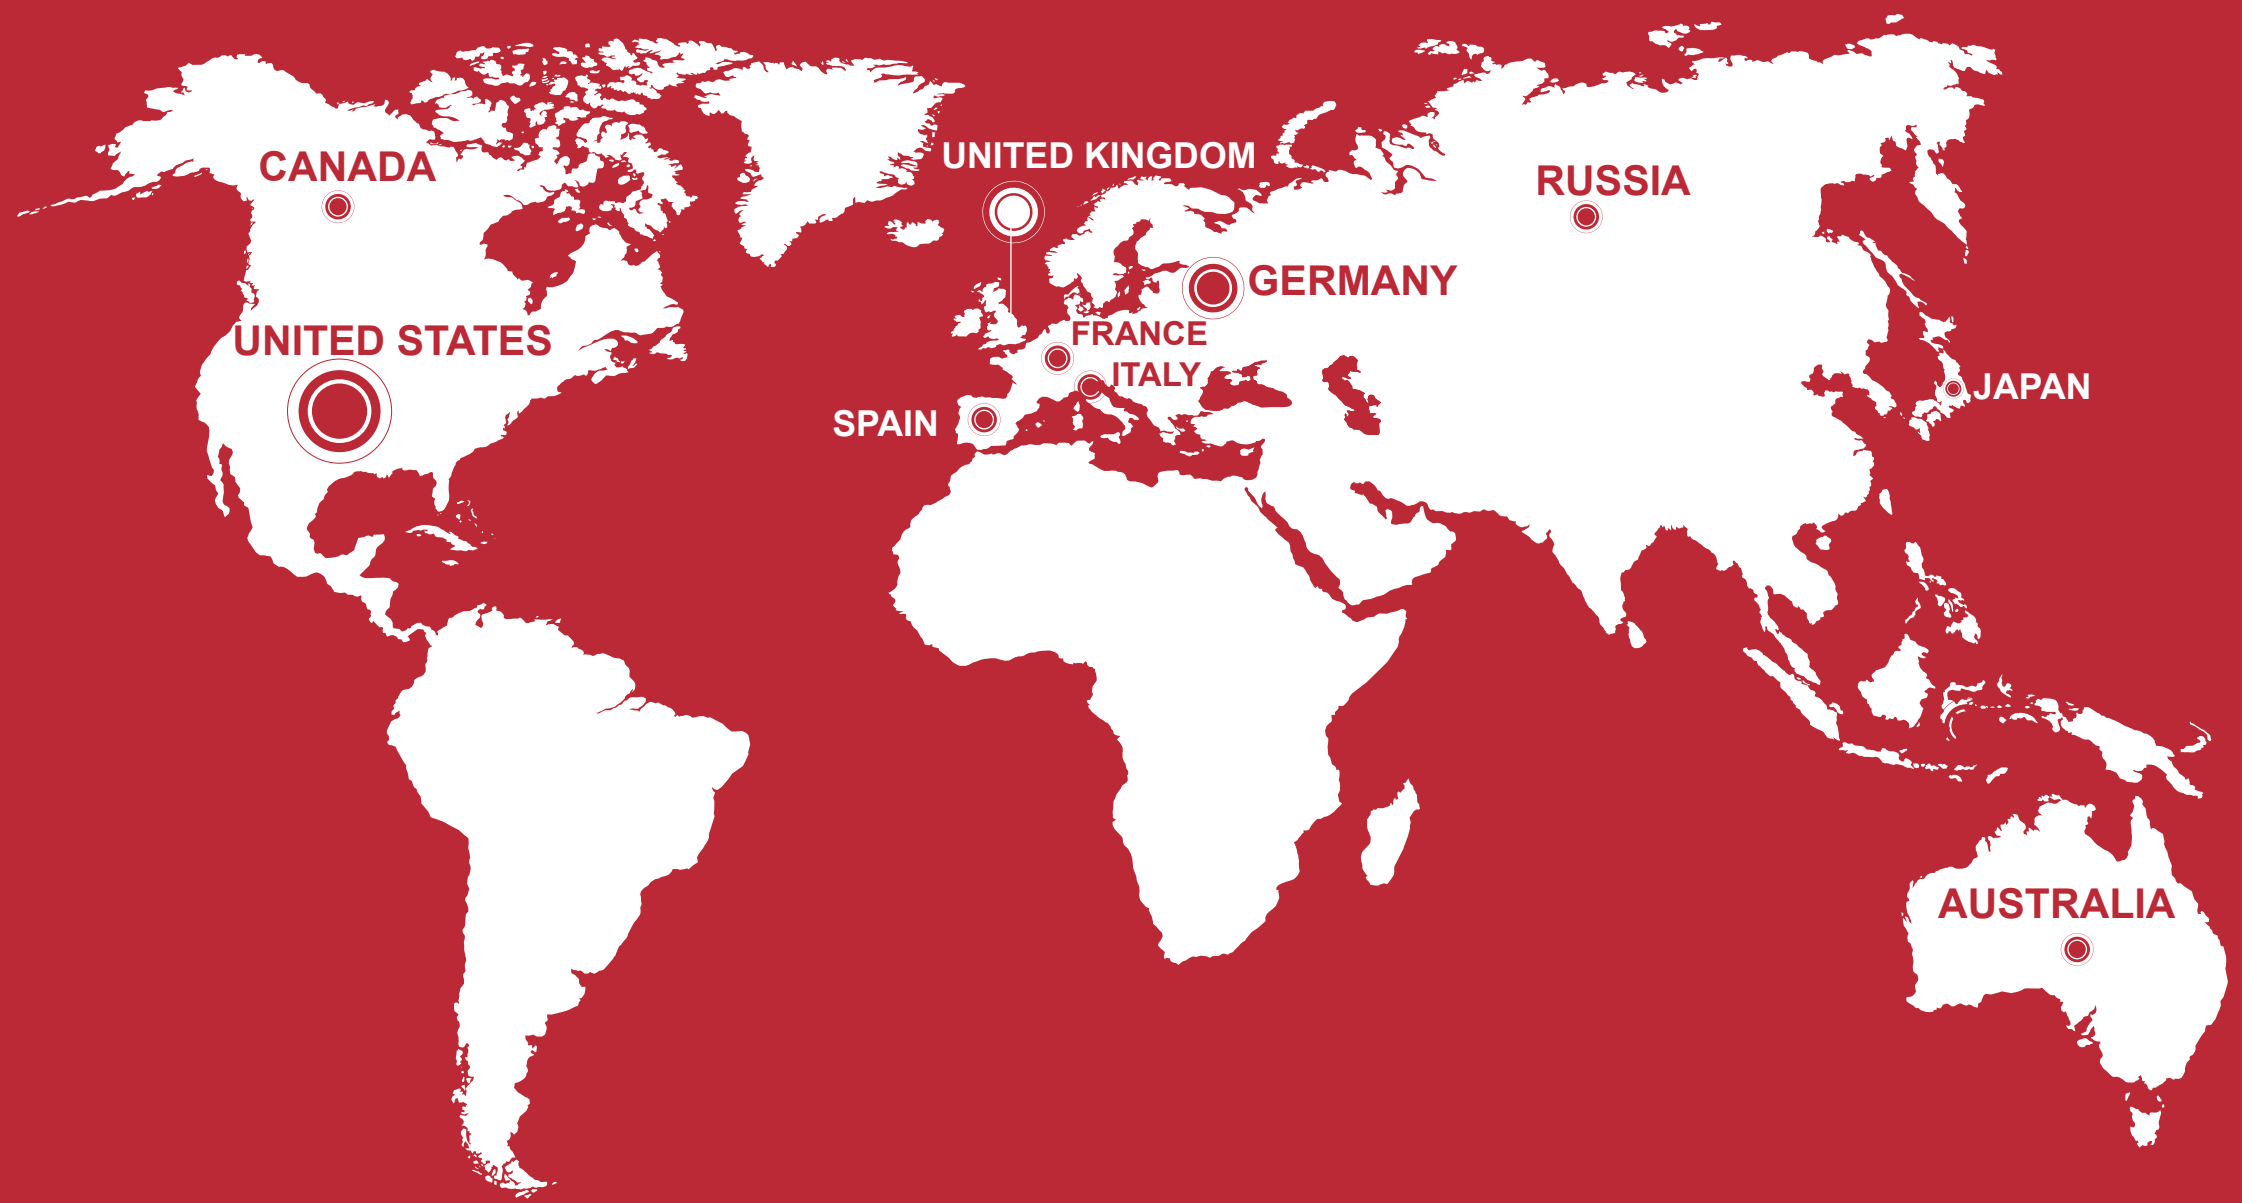 UNITED KINGDOM
CANADA
RUSSIA
GERMANY
UNITED STATES
FRANCE
ITALY
JAPAN
SPAIN
AUSTRALIA